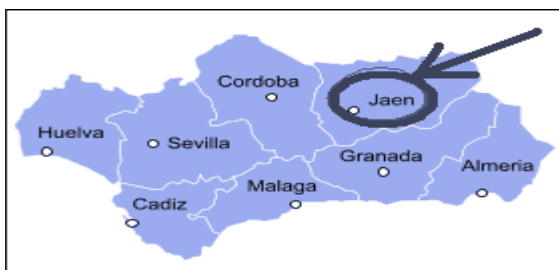 Cordoba
Jaen
Huelva
Sevilla
Granada
Almeria
Malaga
Cadiz